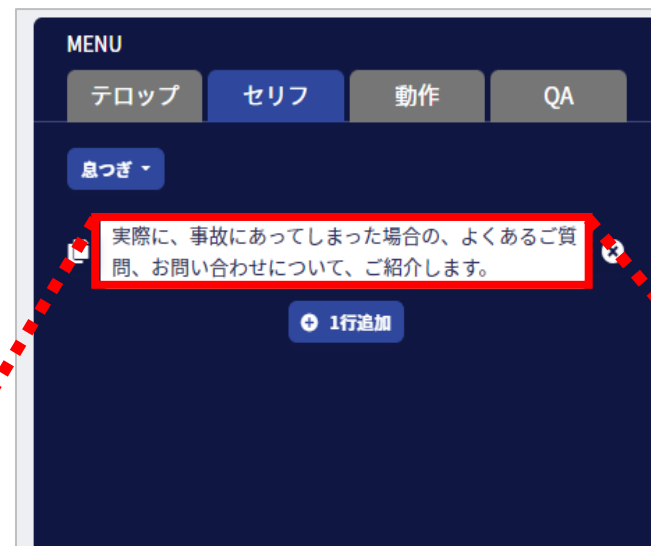 MENU
テロップ セリフ 動作 QA
息つぎ
実際に、事故にあってしまった場合の、よくあるご質
問、お問い合わせについて、ご紹介します。
1行追加